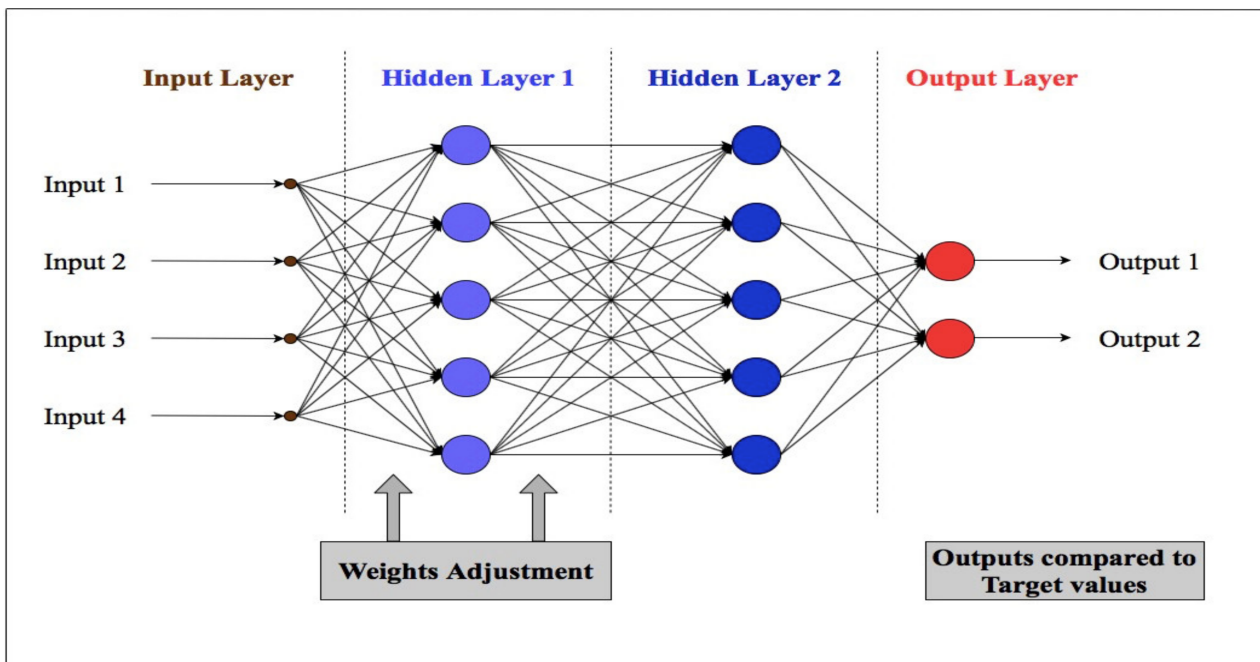 Input Layer
Hidden Layer 1
Hidden Layer 2
Output Layer
Input 1
Input 2
Input 3
Input 4
Output 1
Output 2
Weights Adjustment
Outputs compared to
Target values